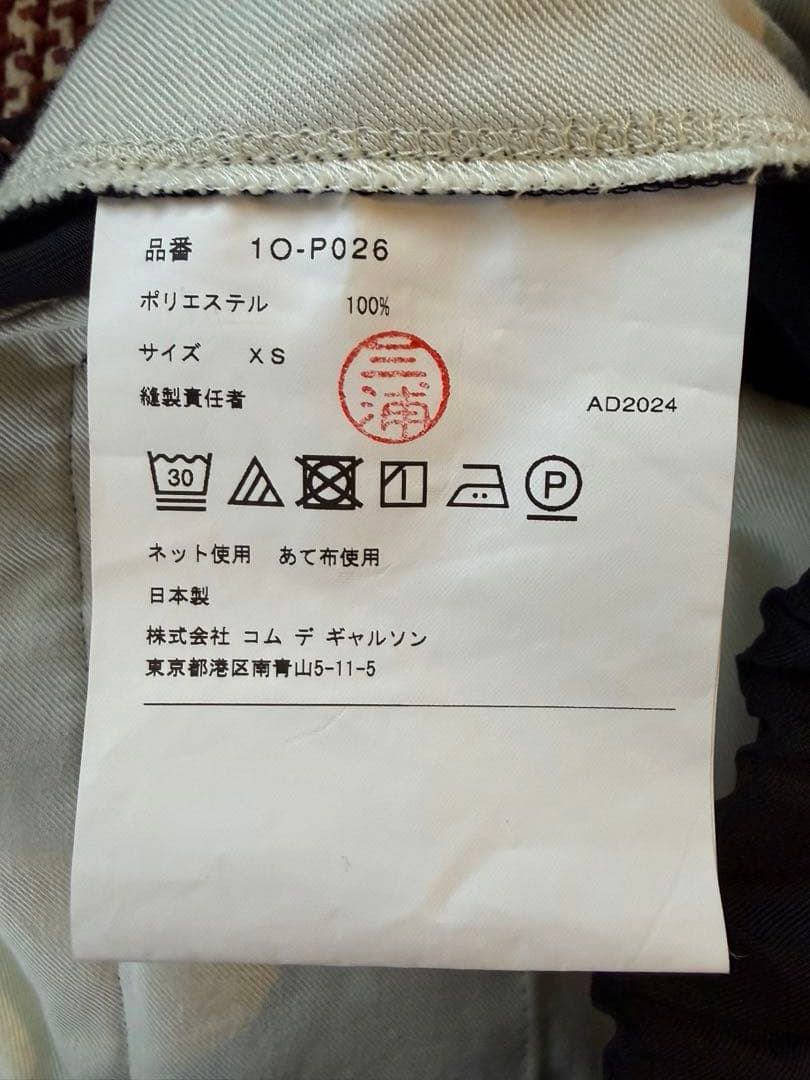 品番 1O-P026
ポリエステル 100%
サイズ XS
三浦
縫製責任者
AD2024
30
P
ネット使用 あて布使用
日本製
株式会社 コム デ ギャルソン
東京都港区南青山5-11-5